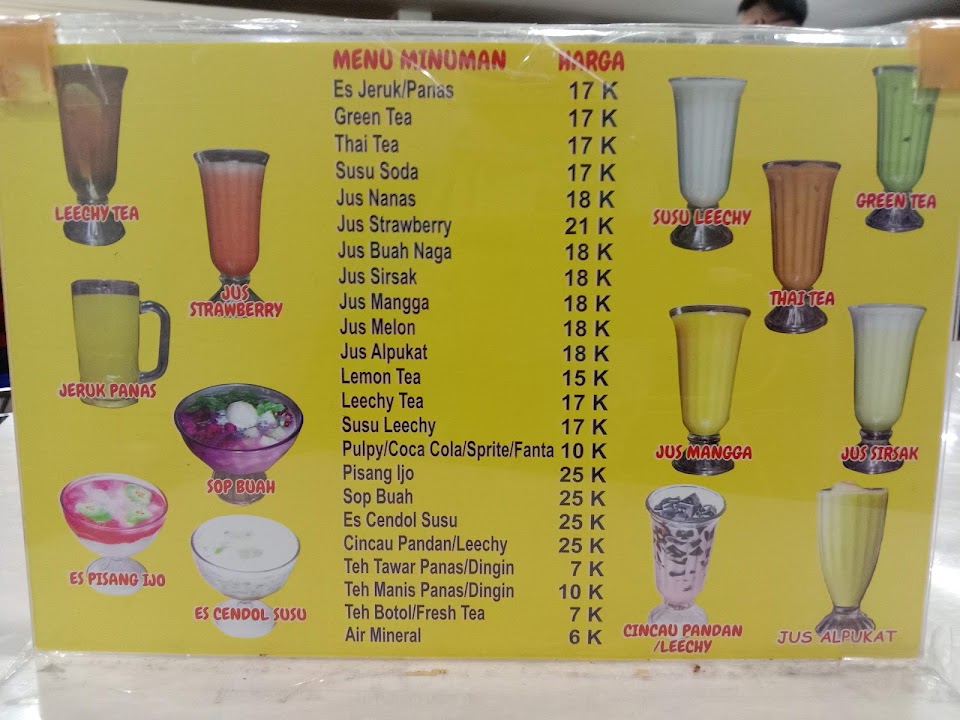 MENU MINUMAN HARGA
Es Jeruk/Panas 17 K
Green Tea 17 K
Thai Tea 17 K
Susu Soda 17 K
Jus Nanas 18 K
Jus Strawberry 21 K
Jus Buah Naga 18 K
Jus Sirsak 18 K
Jus Mangga 18 K
Jus Melon 18 K
Jus Alpukat 18 K
Lemon Tea 15 K
Leechy Tea 17 K
Susu Leechy 17 K
Pulpy/Coca Cola/Sprite/Fanta 10 K
Pisang Ijo 25 K
Sop Buah 25 K
Es Cendol Susu 25 K
Cincau Pandan/Leechy 25 K
Teh Tawar Panas/Dingin 7 K
Teh Manis Panas/Dingin 10 K
Teh Botol/Fresh Tea 7 K
Air Mineral 6 K
LEECHY TEA
JUS
STRAWBERRY
JERUK PANAS
SOP BUAH
ES PISANG IJO
ES CENDOL SUSU
SUSU LEECHY
GREEN TEA
THAI TEA
JUS MANGGA
JUS SIRSAK
CINCAU PANDAN
/LEECHY
JUS ALPUKAT